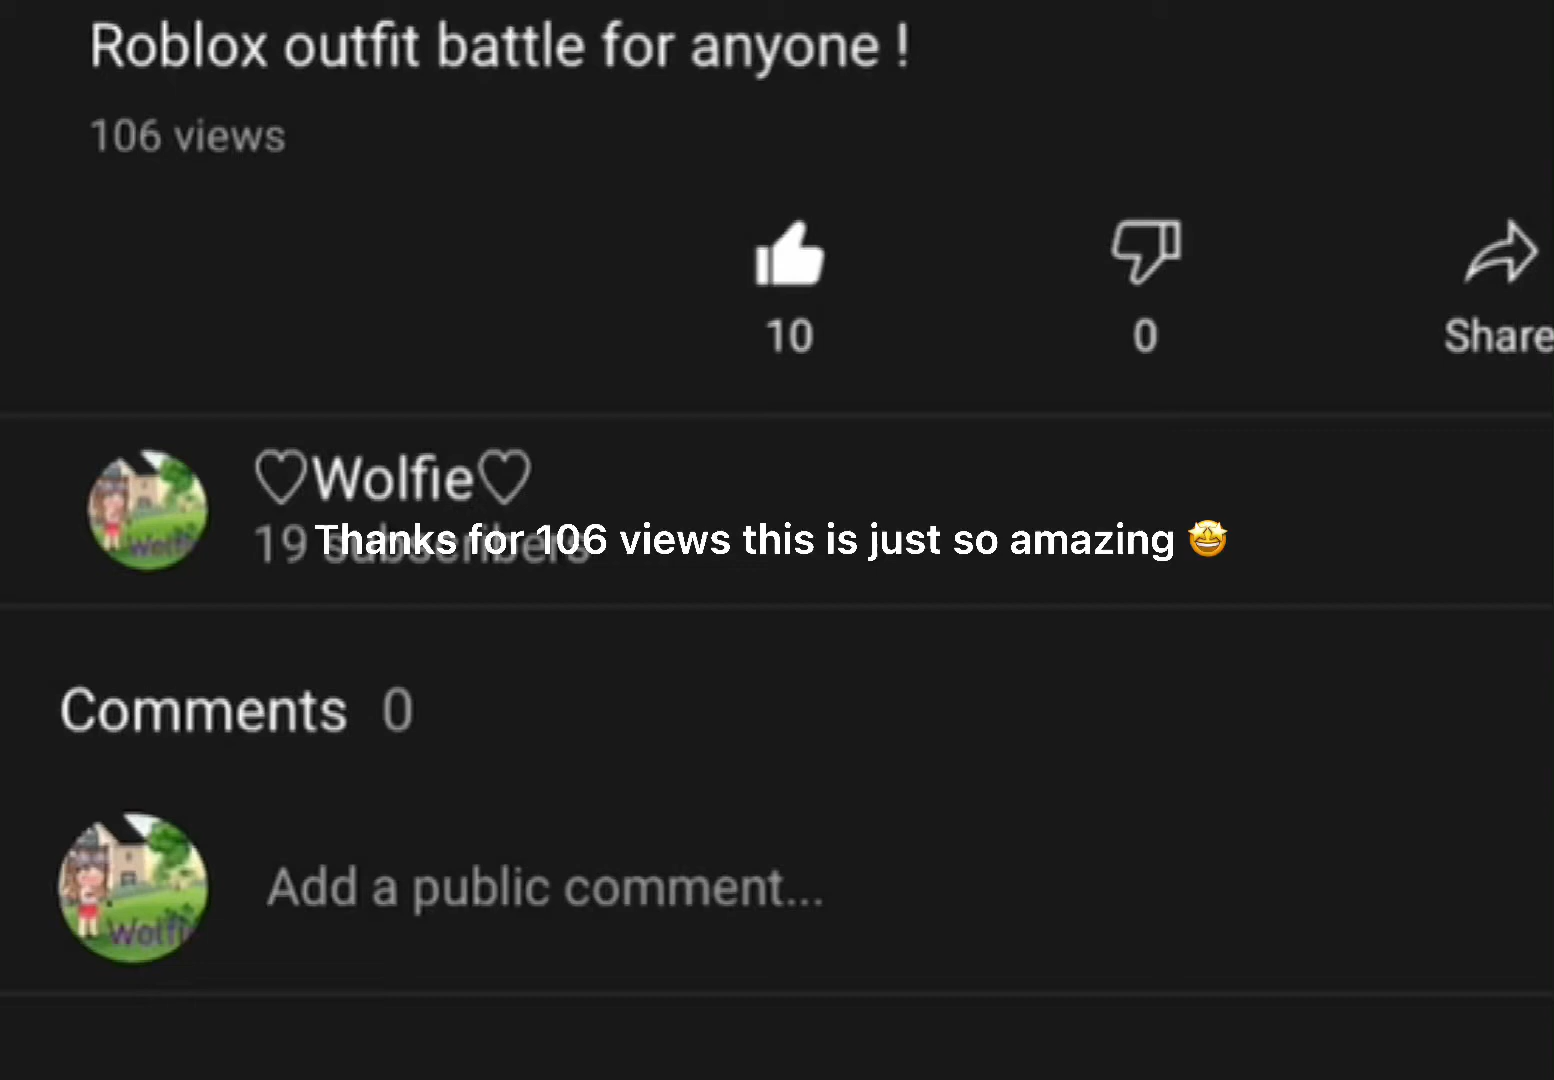 Roblox outfit battle for anyone !
106 views
10
0
Share
♡Wolfie♡
19 subscribers
Thanks for 106 views this is just so amazing 🤩
Comments 0
Add a public comment...